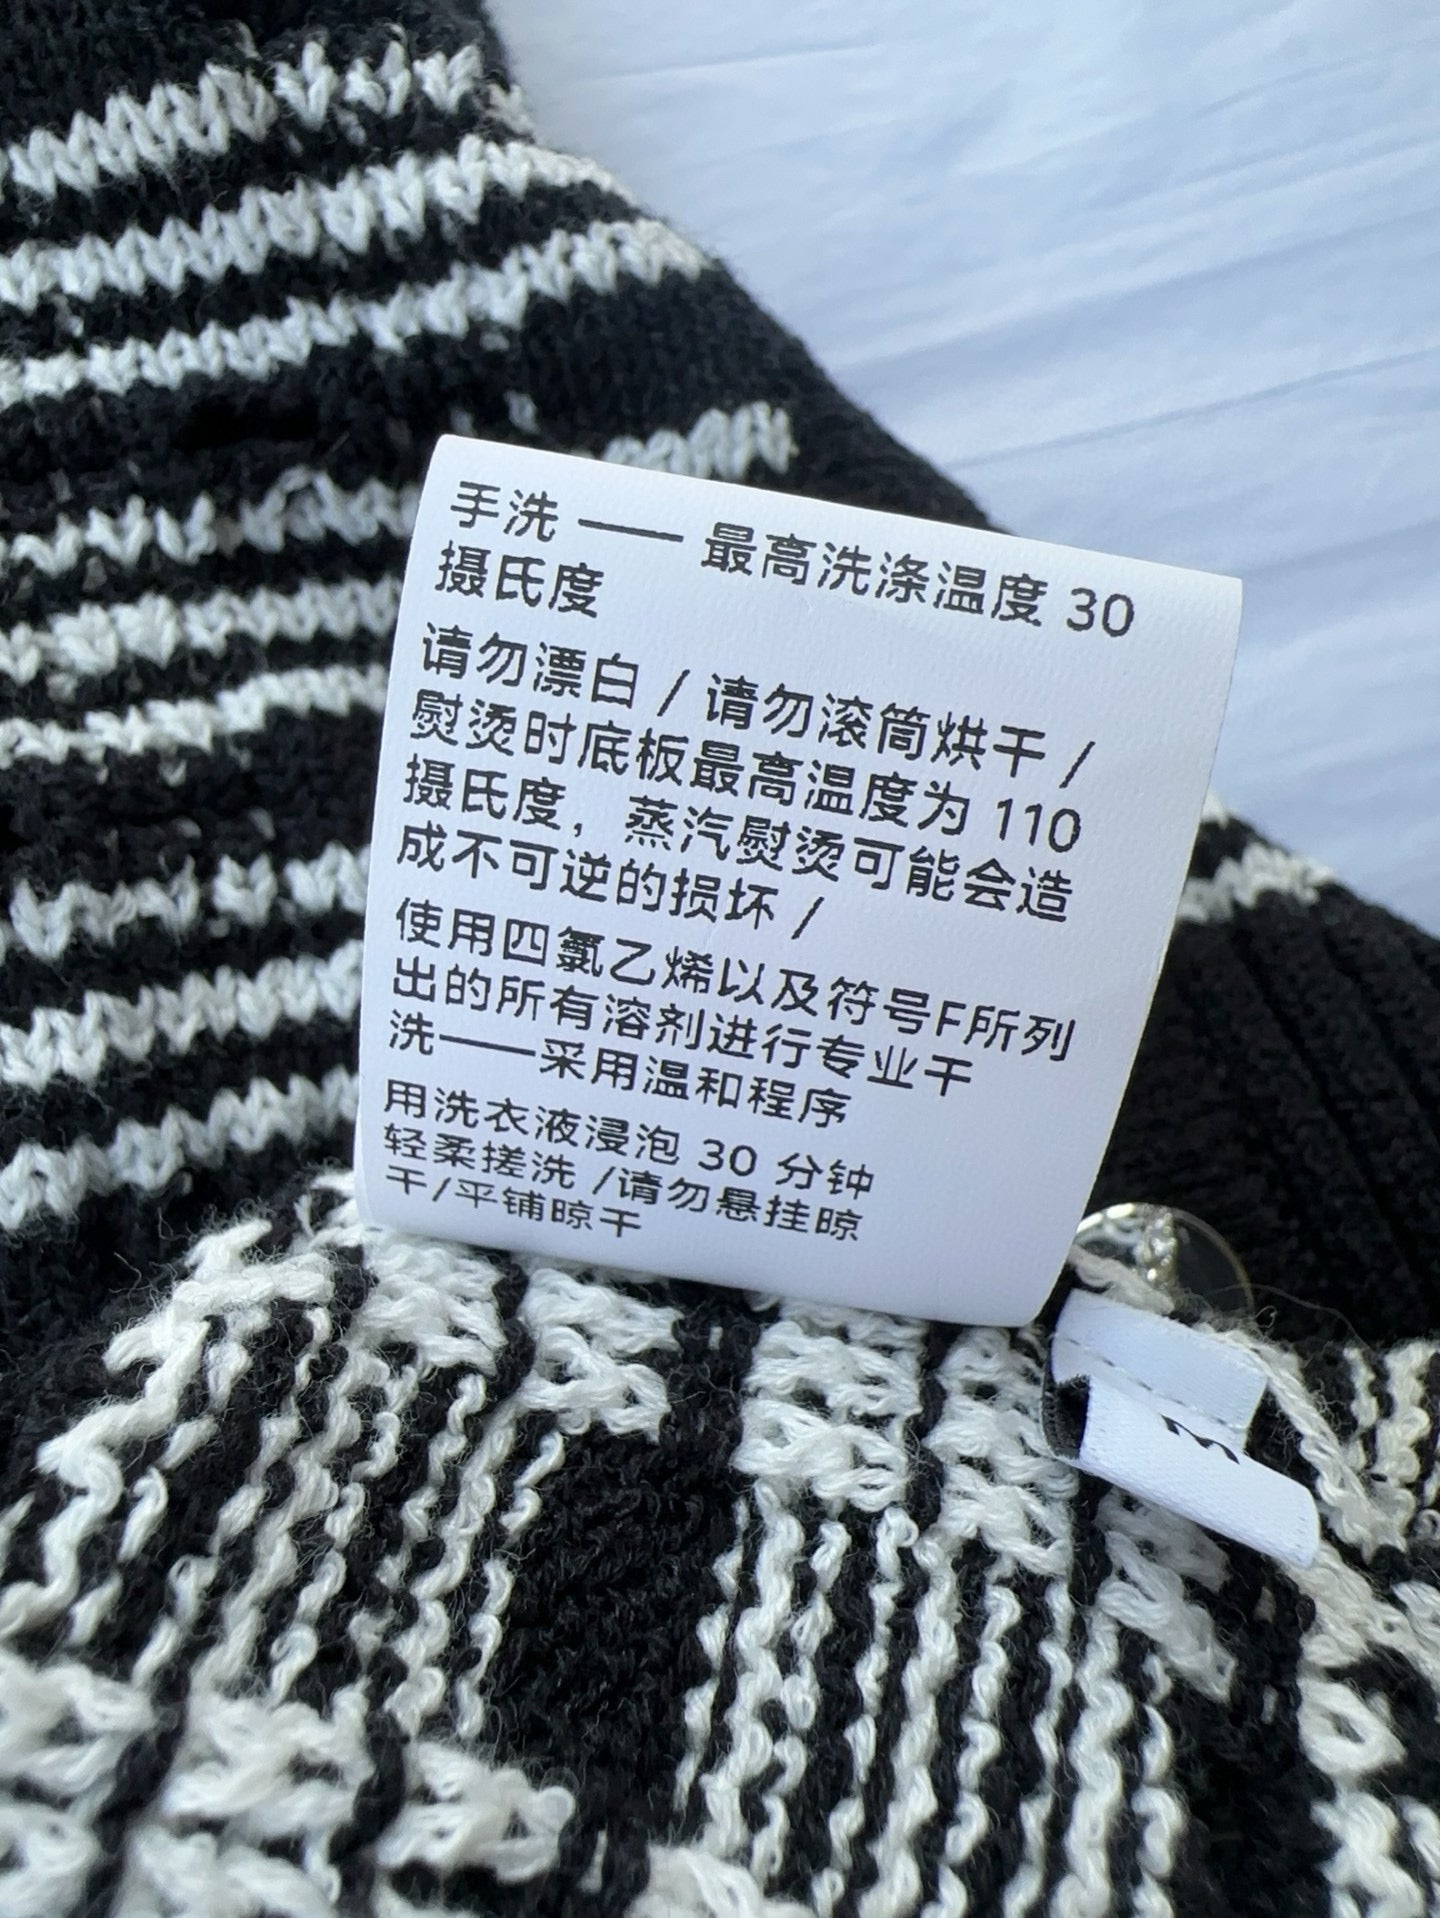 手洗 —— 最高洗涤温度 30
摄氏度
请勿漂白 / 请勿滚筒烘干 /
熨烫时底板最高温度为 110
摄氏度，蒸汽熨烫可能会造
成不可逆的损坏 /
使用四氯乙烯以及符号F所列
出的所有溶剂进行专业干
洗——采用温和程序
用洗衣液浸泡 30 分钟
轻柔搓洗 /请勿悬挂晾
干/平铺晾干
M